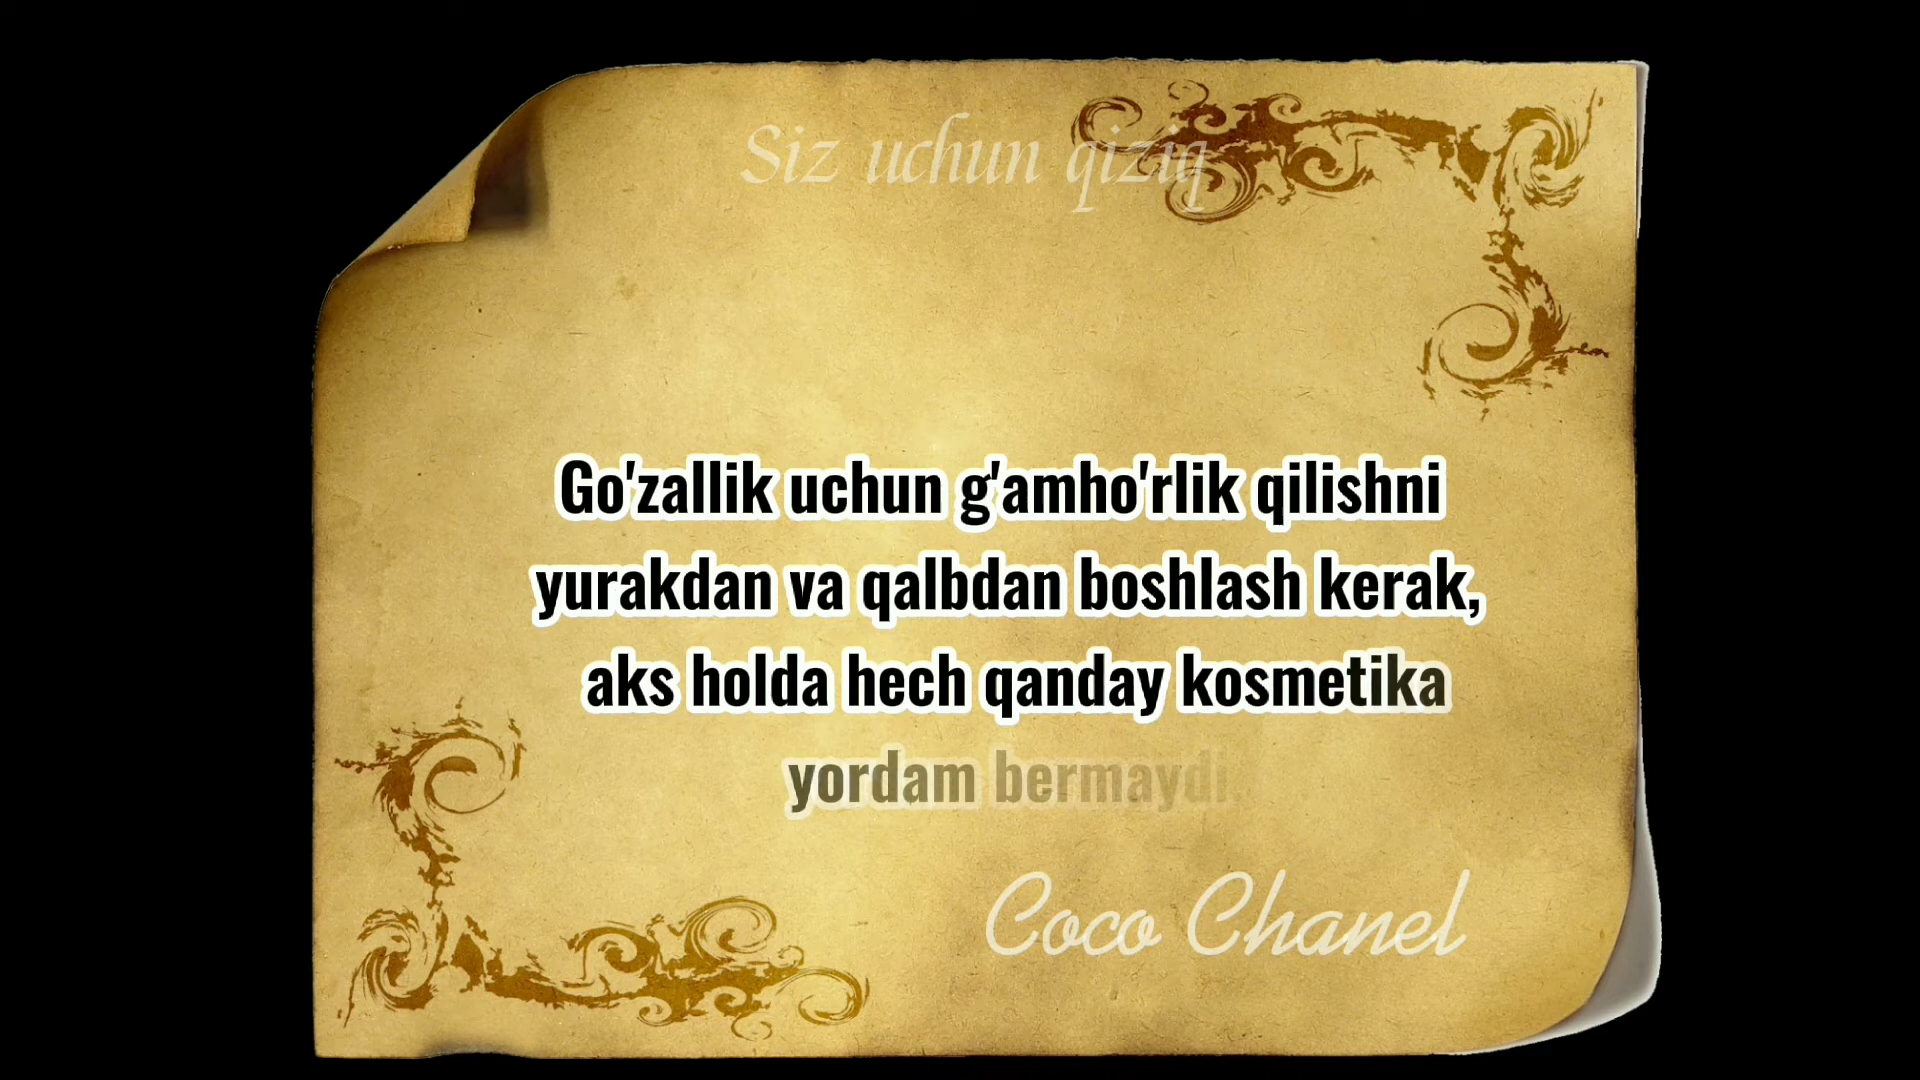 Siz uchun qiziq
Go'zallik uchun g'amho'rlik qilishni
yurakdan va qalbdan boshlash kerak,
aks holda hech qanday kosmetika
yordam bermaydi.
Coco Chanel